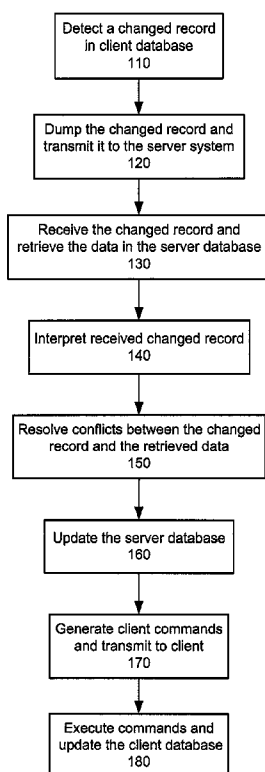 Detect a changed record
in client database
110
Dump the changed record and
transmit it to the server system
120
Receive the changed record and
retrieve the data in the server database
130
Interpret received changed record
140
Resolve conflicts between the changed
record and the retrieved data
150
Update the server database
160
Generate client commands
and transmit to client
170
Execute commands and
update the client database
180